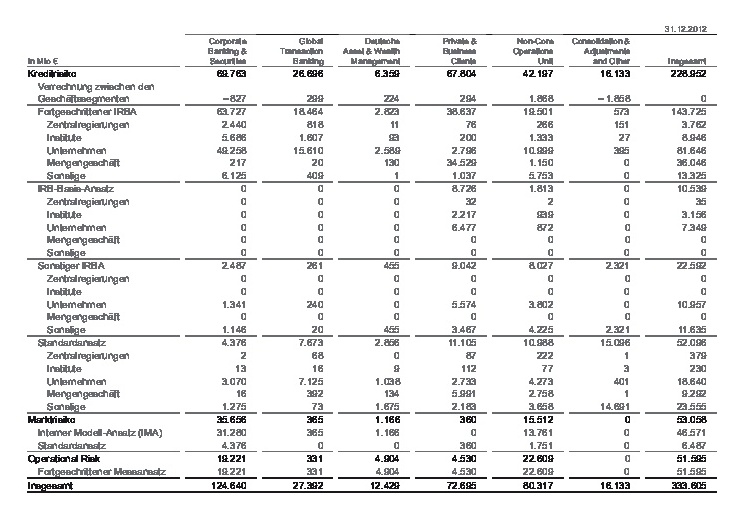 31.12.2012
In Mio € Corporate Banking & Securities Global Transaction Banking Deutsche Asset & Wealth Management Private & Business Clients Non-Core Operations Unit Consolidation & Adjustments and Other Insgesamt
Kreditrisiko 69.763 26.696 6.359 67.804 42.197 16.133 228.952
Verrechnung zwischen den
Geschäftssegmenten –827 299 224 294 1.868 –1.858 0
Fortgeschrittener IRBA 63.727 18.464 2.823 38.637 19.501 573 143.725
Zentralregierungen 2.440 818 11 76 266 151 3.762
Institute 5.686 1.607 93 200 1.333 27 8.946
Unternehmen 49.258 15.610 2.589 2.796 10.999 395 81.646
Mengengeschäft 217 20 130 34.529 1.150 0 36.046
Sonstige 6.125 409 1 1.037 5.753 0 13.325
IRB-Basis-Ansatz 0 0 0 8.726 1.813 0 10.539
Zentralregierungen 0 0 0 32 2 0 35
Institute 0 0 0 2.217 939 0 3.156
Unternehmen 0 0 0 6.477 872 0 7.349
Mengengeschäft 0 0 0 0 0 0 0
Sonstige 0 0 0 0 0 0 0
Sonstiger IRBA 2.487 261 455 9.042 8.027 2.321 22.592
Zentralregierungen 0 0 0 0 0 0 0
Institute 0 0 0 0 0 0 0
Unternehmen 1.341 240 0 5.574 3.802 0 10.957
Mengengeschäft 0 0 0 0 0 0 0
Sonstige 1.146 20 455 3.467 4.225 2.321 11.635
Standardansatz 4.376 7.673 2.856 11.105 10.988 15.096 52.096
Zentralregierungen 2 68 0 87 222 1 379
Institute 13 16 9 112 77 3 230
Unternehmen 3.070 7.125 1.038 2.733 4.273 401 18.640
Mengengeschäft 16 392 134 5.991 2.758 1 9.292
Sonstige 1.275 73 1.675 2.183 3.658 14.691 23.555
Marktrisiko 35.656 365 1.166 360 15.512 0 53.058
Interner Modell-Ansatz (IMA) 31.280 365 1.166 0 13.761 0 46.571
Standardansatz 4.376 0 0 360 1.751 0 6.487
Operational Risk 19.221 331 4.904 4.530 22.609 0 51.595
Fortgeschrittener Messansatz 19.221 331 4.904 4.530 22.609 0 51.595
Insgesamt 124.640 27.392 12.429 72.695 80.317 16.133 333.605